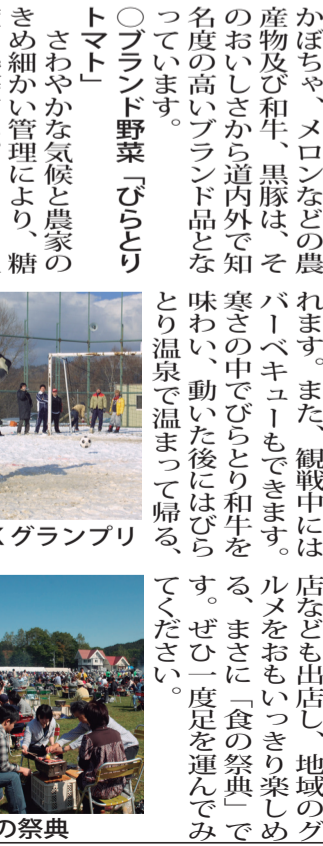 かぼちゃ、メロンなどの農
産物及び和牛、黒豚は、そ
のおいしさから道内外で知
名度の高いブランド品とな
っています。
○ブランド野菜「びらとり
トマト」
さわやかな気候と農家の
きめ細かい管理により、糖
れます。また、観戦中には
バーベキューもできます。
寒さの中でびらとり和牛を
味わい、動いた後にはびら
とり温泉で温まって帰る、
グランプリ
店なども出店し、地域のグ
ルメをおもいっきり楽しめ
る、まさに「食の祭典」で
す。ぜひ一度足を運んでみ
てください。
の祭典